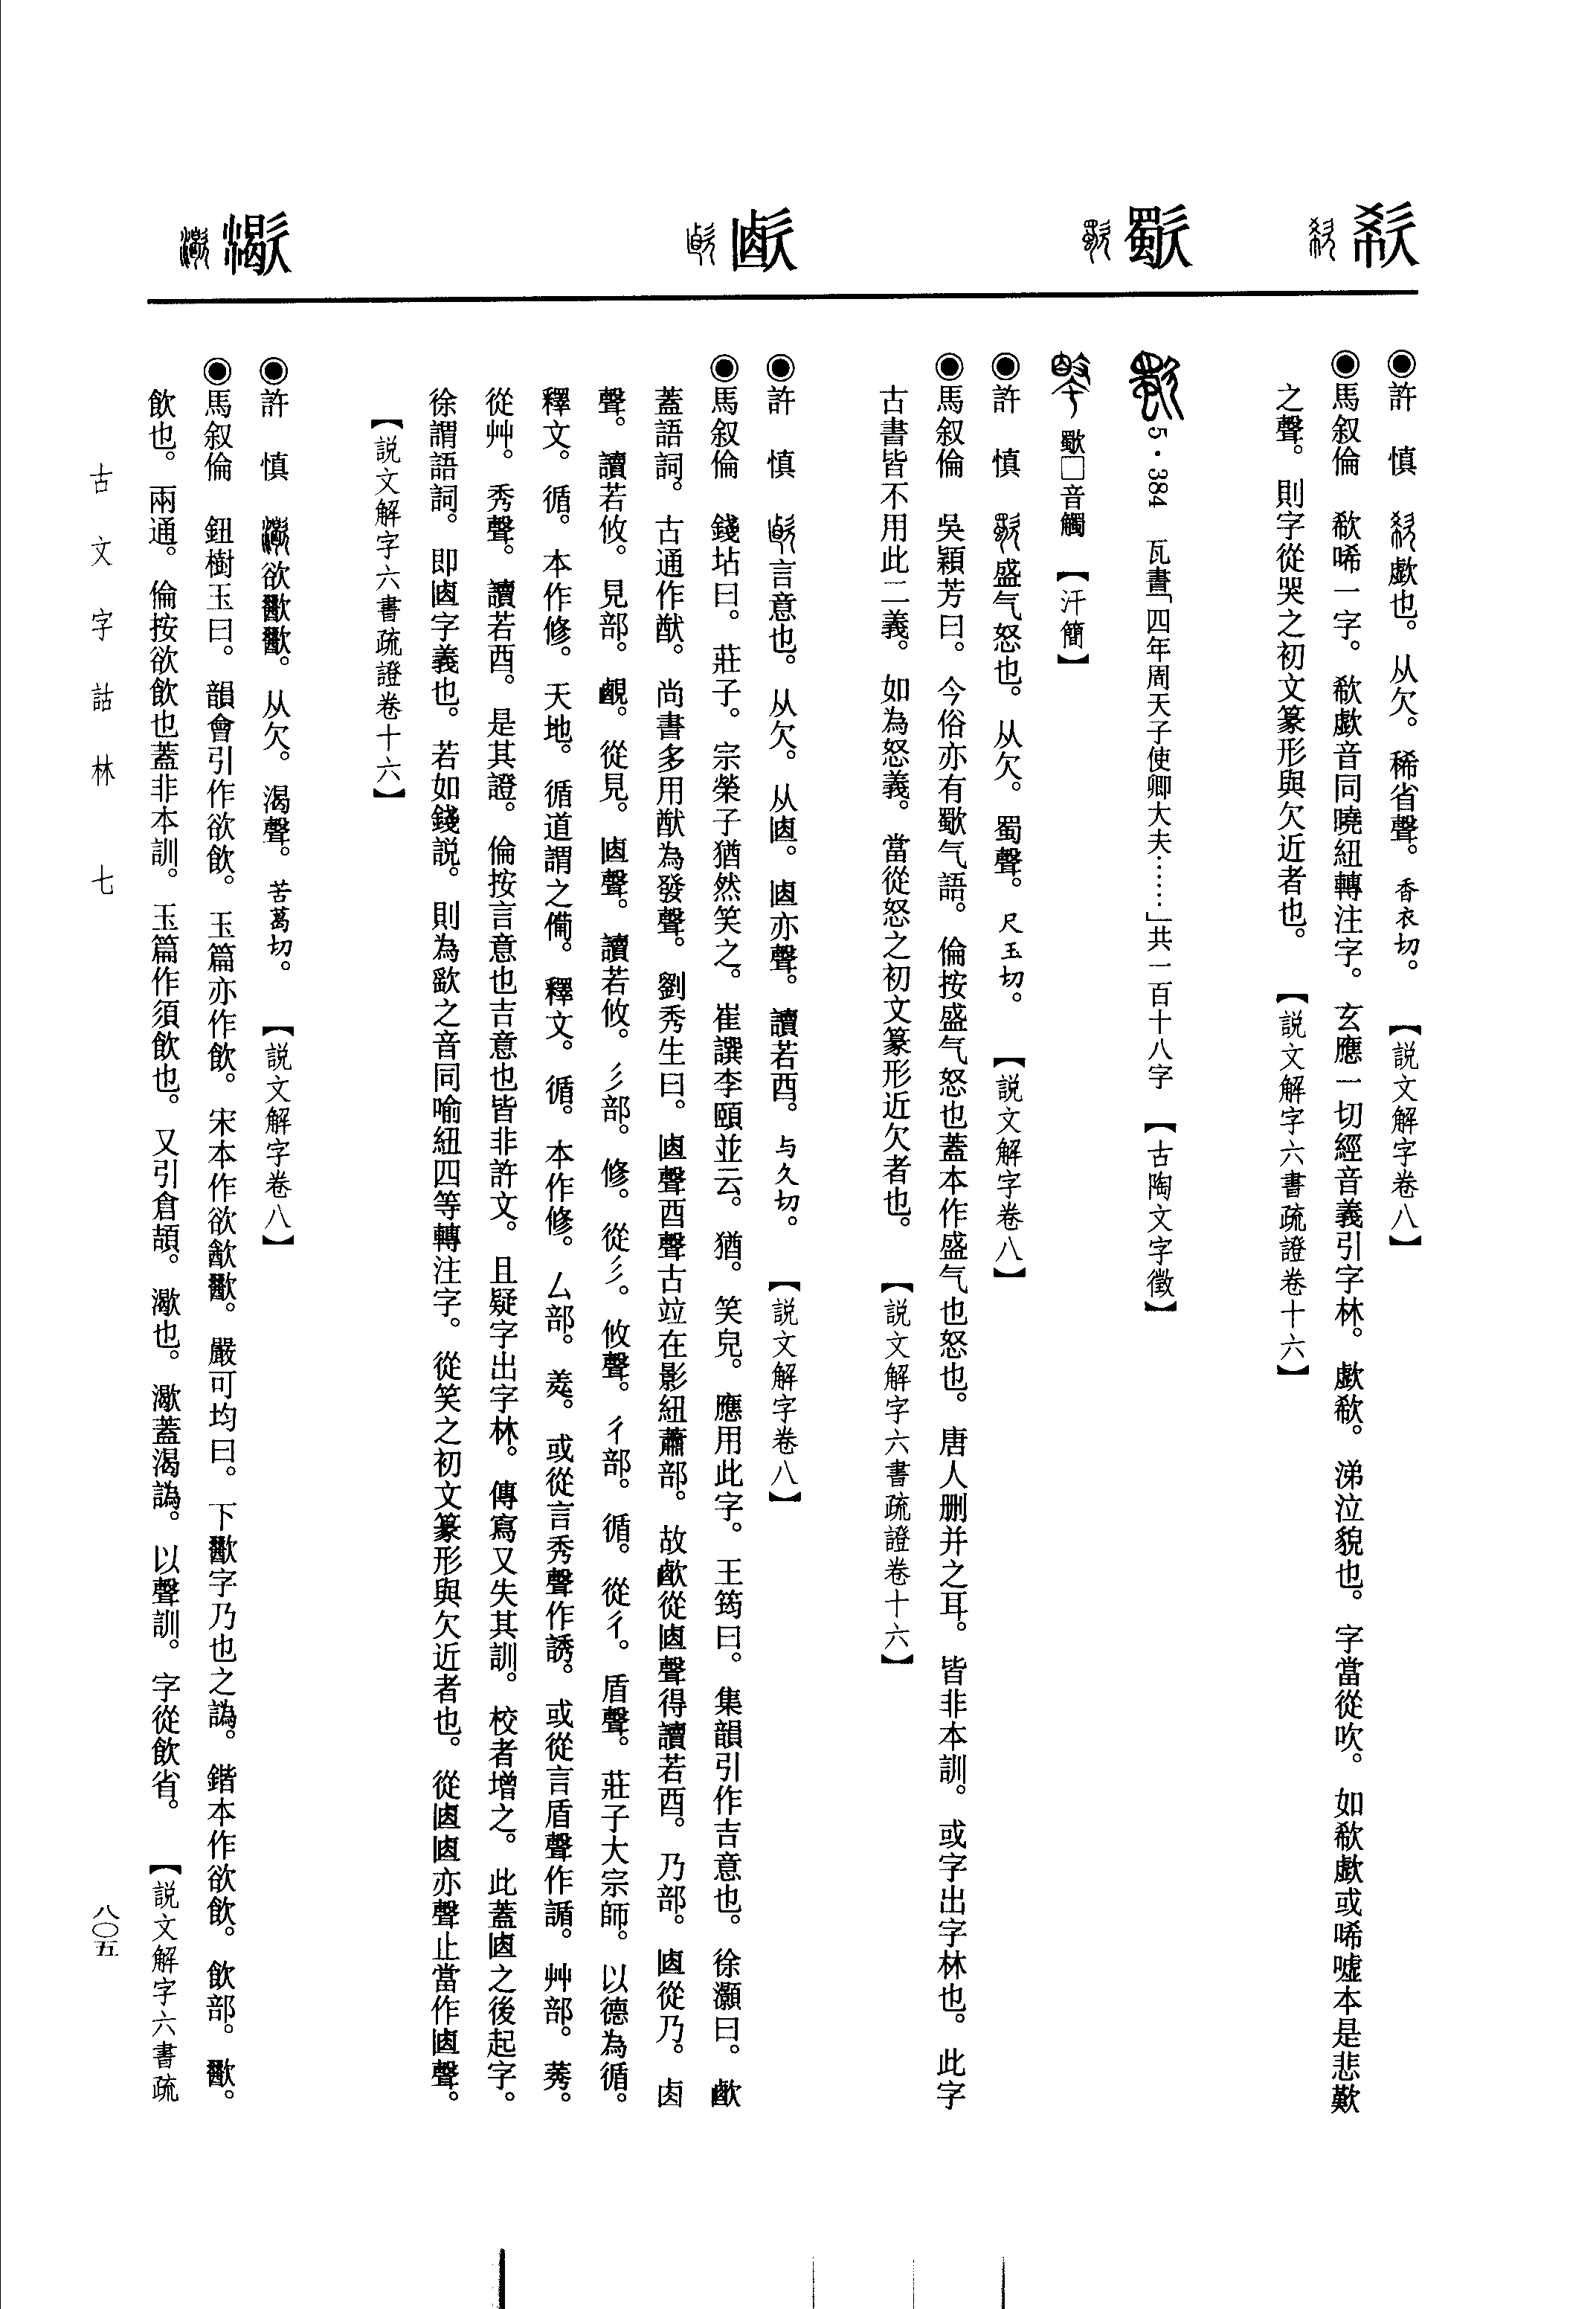 欷
◉許　慎　欷歔也。从欠。稀省聲。香衣切。　【説文解字卷八】
◉馬叙倫　欷唏一字。欷歔音同曉紐轉注字。玄應一切經音義引字林。歔欷。涕泣貌也。字當從吹。如欷歔或唏嘘本是悲歎
之聲。則字從哭之初文篆形與欠近者也。　【説文解字六書疏證卷十六】
歜
5·384　瓦書「四年周天子使卿大夫……」共一百十八字　【古陶文字徵】
歜□音觸　【汗簡】
◉許　慎　歜盛气怒也。从欠。蜀聲。尺玉切。　【説文解字卷八】
◉馬叙倫　吳穎芳曰。今俗亦有歜气語。倫按盛气怒也蓋本作盛气也怒也。唐人删并之耳。皆非本訓。或字出字林也。此字
古書皆不用此二義。如為怒義。當從怒之初文篆形近欠者也。　【説文解字六書疏證卷十六】
㰶
◉許　慎　㰶言意也。从欠。从𠧴。𠧴亦聲。讀若酉。与久切。　【説文解字卷八】
◉馬叙倫　錢坫曰。莊子。宗榮子猶然笑之。崔譔李頤並云。猶。笑皃。應用此字。王筠曰。集韻引作吉意也。徐灝曰。㰶
蓋語詞。古通作猷。尚書多用猷為發聲。劉秀生曰。𠧴聲酉聲古竝在影紐蕭部。故㰶從𠧴聲得讀若酉。乃部。𠧴從乃。卤
聲。讀若攸。見部。覰。從見。𠧴聲。讀若攸。彡部。修。從彡。攸聲。彳部。循。從彳。盾聲。莊子大宗師。以德為循。
釋文。循。本作修。天地。循道謂之備。釋文。循。本作修。厶部。羑。或從言秀聲作誘。或從言盾聲作䛬。艸部。莠。
從艸。秀聲。讀若酉。是其證。倫按言意也吉意也皆非許文。且疑字出字林。傳寫又失其訓。校者增之。此蓋𠧴之後起字。
徐謂語詞。即𠧴字義也。若如錢説。則為欨之音同喻紐四等轉注字。從笑之初文篆形與欠近者也。從𠧴𠧴亦聲止當作𠧴聲。
【説文解字六書疏證卷十六】
㵣
◉許　慎　㵣欲歠歠。从欠。渴聲。苦葛切。　【説文解字卷八】
◉馬叙倫　鈕樹玉曰。韻會引作欲飲。玉篇亦作飲。宋本作欲㱃歠。嚴可均曰。下歠字乃也之譌。鍇本作欲飲。飲部。歠。
飲也。兩通。倫按欲飲也蓋非本訓。玉篇作須飲也。又引倉頡。㵣也。㵣蓋渴譌。以聲訓。字從飲省。　【説文解字六書疏
古文字詁林　七
八〇五